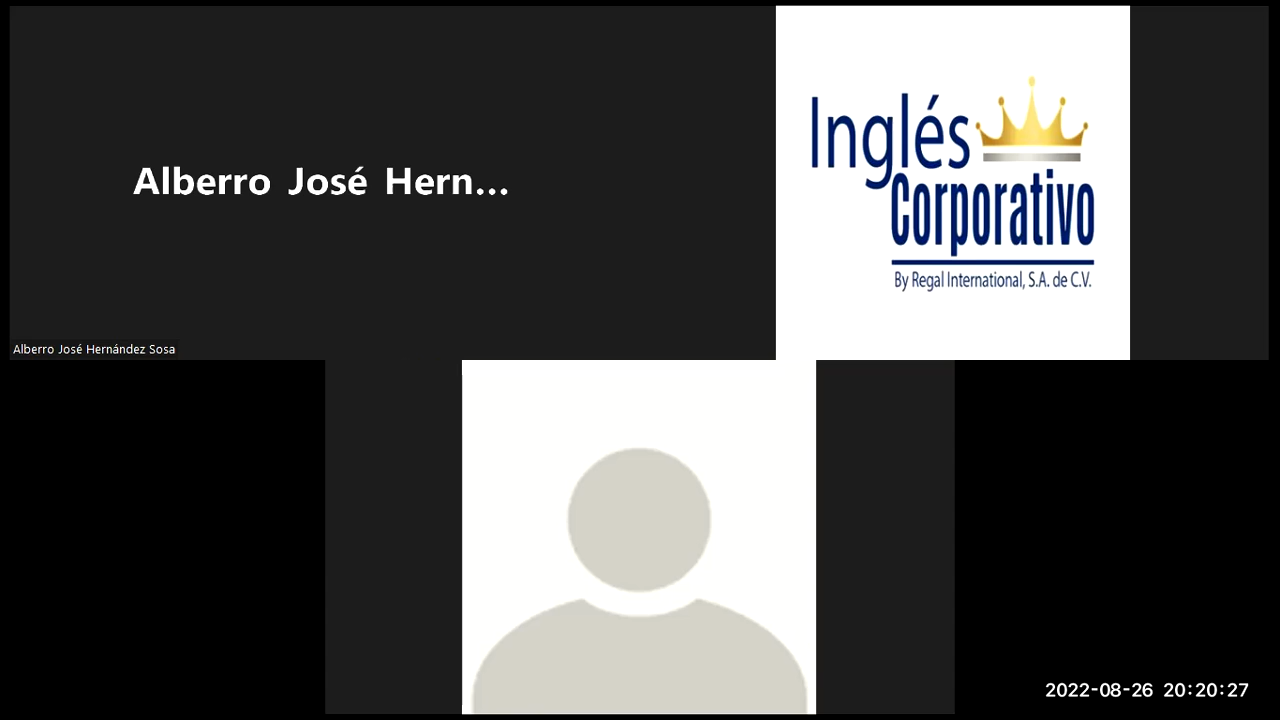 Alberro José Hern...
Alberro José Hernández Sosa
Inglés
Corporativo
By Regal International, S.A. de C.V.
2022-08-26 20:20:27